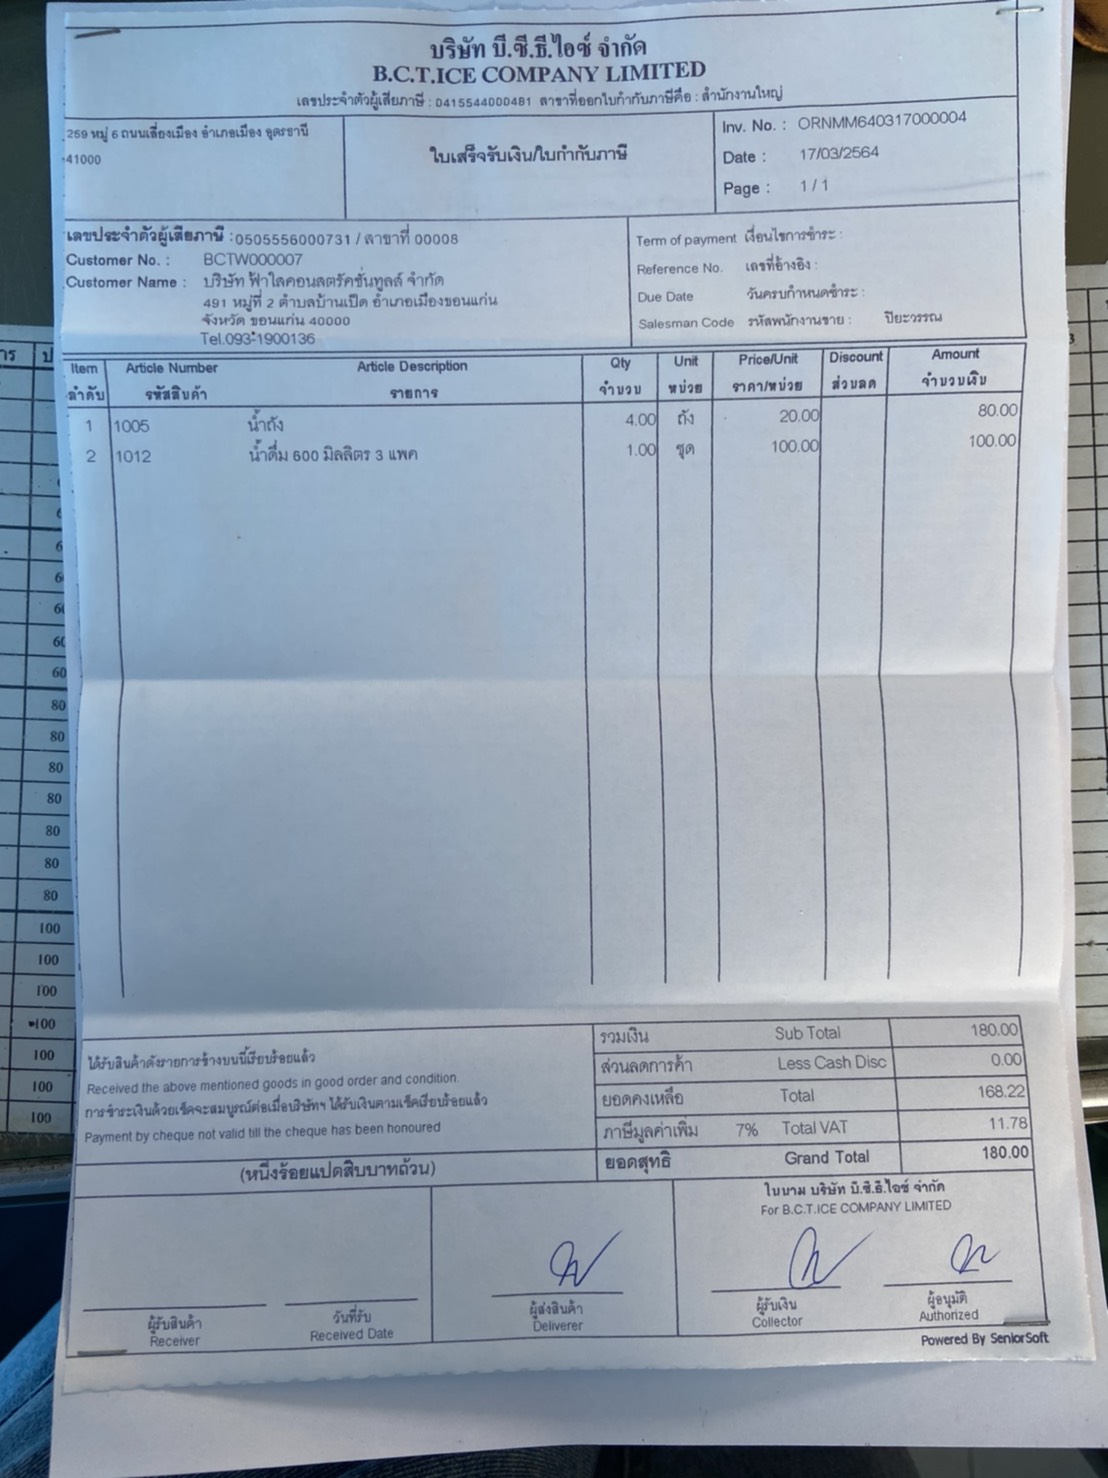 บริษัท บี.ซี.ธี.ไอซ์ จำกัด
B.C.T.ICE COMPANY LIMITED
เลขประจำตัวผู้เสียภาษี : 0415544000481 สาขาที่ออกใบกำกับภาษีคือ : สำนักงานใหญ่
259 หมู่ 6 ถนนเลี่ยงเมือง อำเภอเมือง อุดรธานี
41000
ใบเสร็จรับเงิน/ใบกำกับภาษี
Inv. No. : ORNMM640317000004
Date : 17/03/2564
Page : 1 / 1
เลขประจำตัวผู้เสียภาษี : 0505556000731 / สาขาที่ 00008
Customer No. : BCTW000007
Customer Name : บริษัท ฟ้าใสคอนสตรัคชั่นทูลส์ จำกัด
491 หมู่ที่ 2 ตำบลบ้านเป็ด อำเภอเมืองขอนแก่น
จังหวัด ขอนแก่น 40000
Tel.093-1900136
Term of payment เงื่อนไขการชำระ :
Reference No. เลขที่อ้างอิง :
Due Date วันครบกำหนดชำระ :
Salesman Code รหัสพนักงานขาย : ปิยะวรรณ
Item Article Number Article Description Qty Unit Price/Unit Discount Amount
ลำดับ รหัสสินค้า รายการ จำนวน หน่วย ราคา/หน่วย ส่วนลด จำนวนเงิน
1 1005 น้ำถัง 4.00 ถัง 20.00 80.00
2 1012 น้ำดื่ม 600 มิลลิตร 3 แพค 1.00 ชุด 100.00 100.00
60
60
80
80
80
80
80
80
80
100
100
100
100
100
100
100
ได้รับสินค้าดังรายการข้างบนนี้เรียบร้อยแล้ว
Received the above mentioned goods in good order and condition.
การชำระเงินด้วยเช็คจะสมบูรณ์ต่อเมื่อบริษัทฯ ได้รับเงินตามเช็คเรียบร้อยแล้ว
Payment by cheque not valid till the cheque has been honoured
(หนึ่งร้อยแปดสิบบาทถ้วน)
รวมเงิน Sub Total 180.00
ส่วนลดการค้า Less Cash Disc 0.00
ยอดคงเหลือ Total 168.22
ภาษีมูลค่าเพิ่ม 7% Total VAT 11.78
ยอดสุทธิ Grand Total 180.00
ในนาม บริษัท บี.ซี.ธี.ไอซ์ จำกัด
For B.C.T.ICE COMPANY LIMITED
ผู้รับสินค้า
Receiver
วันที่รับ
Received Date
ผู้ส่งสินค้า
Deliverer
ผู้รับเงิน
Collector
ผู้อนุมัติ
Authorized
Powered By SeniorSoft